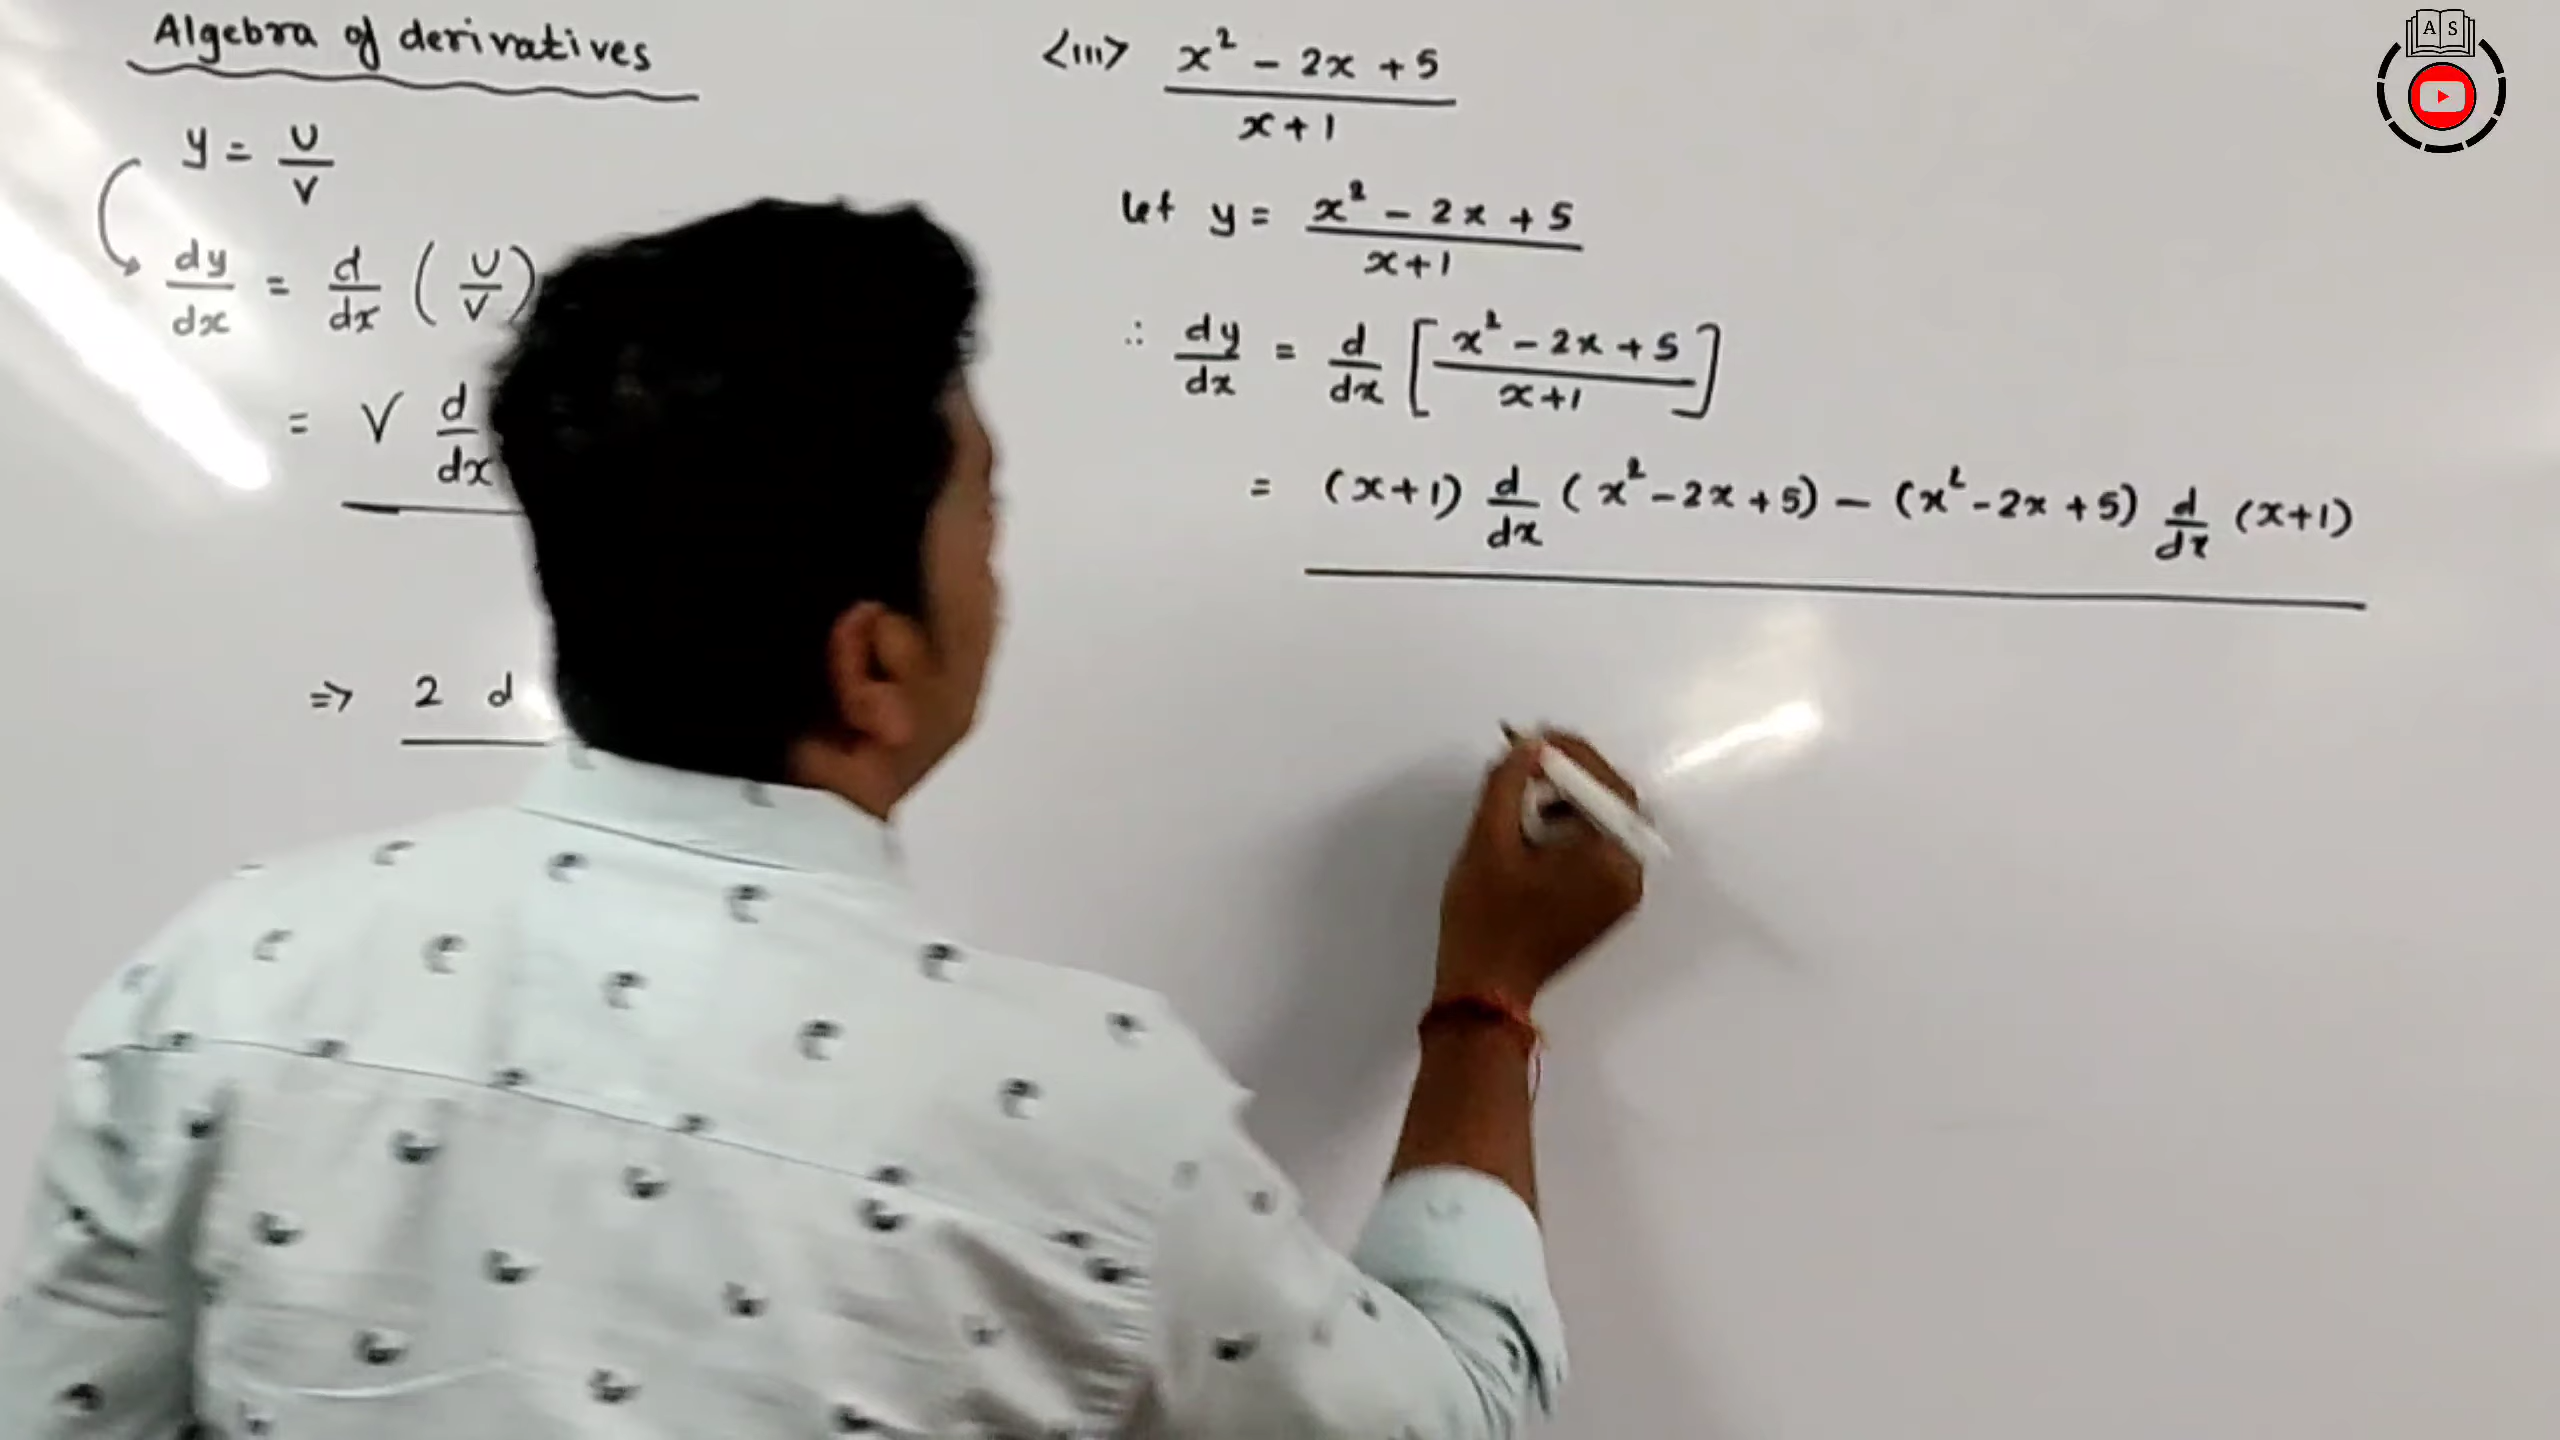 Algebra of derivatives
y = U/V
dy/dx = d/dx (U/V)
= V d/dx
⇒ 2 d
<111> x² - 2x + 5 / x + 1
let y = x² - 2x + 5 / x+1
∴ dy/dx = d/dx [x² - 2x + 5 / x+1]
= (x+1) d/dx (x² - 2x + 5) - (x² - 2x + 5) d/dx (x+1)
A S